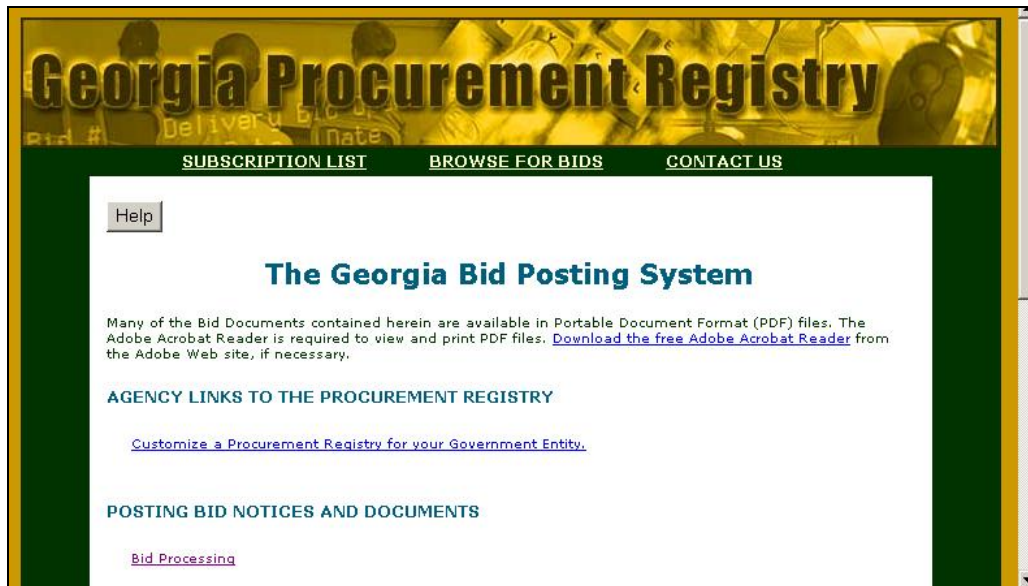 Georgia Procurement Registry
Bid #
Delivery
Date
SUBSCRIPTION LIST BROWSE FOR BIDS CONTACT US
Help
The Georgia Bid Posting System
Many of the Bid Documents contained herein are available in Portable Document Format (PDF) files. The
Adobe Acrobat Reader is required to view and print PDF files. Download the free Adobe Acrobat Reader from
the Adobe Web site, if necessary.
AGENCY LINKS TO THE PROCUREMENT REGISTRY
Customize a Procurement Registry for your Government Entity.
POSTING BID NOTICES AND DOCUMENTS
Bid Processing